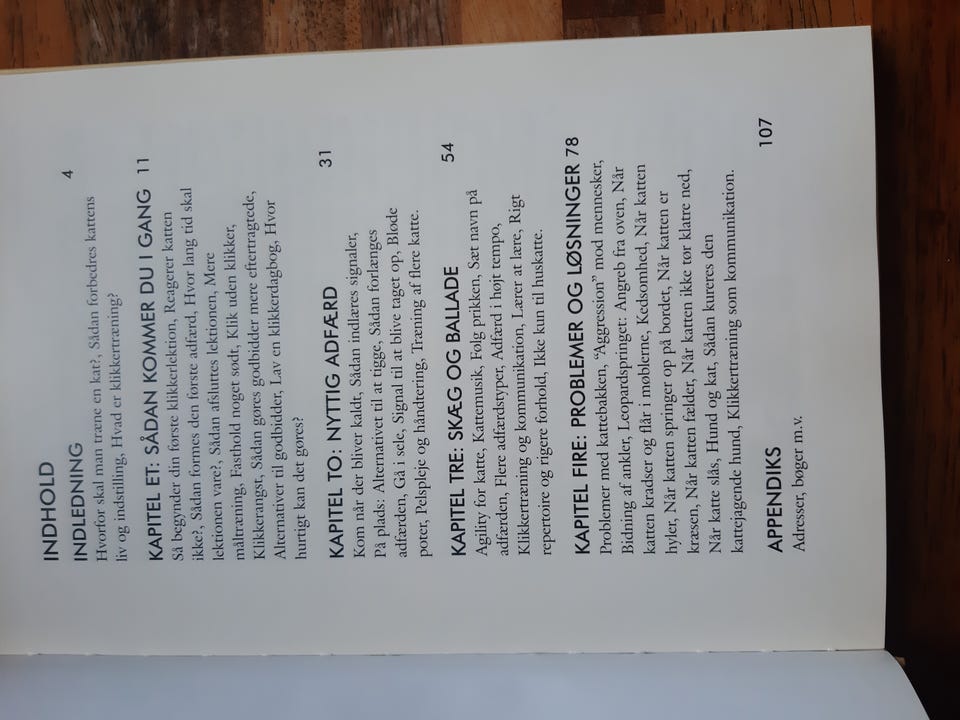 INDHOLD
INDLEDNING 4
Hvorfor skal man træne en kat?, Sådan forbedres kattens
liv og indstilling, Hvad er klikkertræning?
KAPITEL ET: SÅDAN KOMMER DU I GANG 11
Så begynder din første klikkerlektion, Reagerer katten
ikke?, Sådan formes den første adfærd, Hvor lang tid skal
lektionen vare?, Sådan afsluttes lektionen, Mere
måltræning, Fasthold noget sødt, Klik uden klikker,
Klikkerangst, Sådan gøres godbidder mere eftertragtede,
Alternativer til godbidder, Lav en klikkerdagbog, Hvor
hurtigt kan det gøres?
KAPITEL TO: NYTTIG ADFÆRD 31
Kom når der bliver kaldt, Sådan indlæres signaler,
På plads: Alternativet til at tigge, Sådan forlænges
adfærden, Gå i sele, Signal til at blive taget op, Bløde
poter, Pelspleje og håndtering, Træning af flere katte.
KAPITEL TRE: SKÆG OG BALLADE 54
Agility for katte, Kattemusik, Følg prikken, Sæt navn på
adfærden, Flere adfærdstyper, Adfærd i højt tempo,
Klikkertræning og kommunikation, Lærer at lære, Rigt
repertoire og rigere forhold, Ikke kun til huskatte.
KAPITEL FIRE: PROBLEMER OG LØSNINGER 78
Problemer med kattebakken, “Aggression” mod mennesker,
Bidning af ankler, Leopardspringet: Angreb fra oven, Når
katten kradser og flår i møblerne, Kedsomhed, Når katten
hyler, Når katten springer op på bordet, Når katten er
kræsen, Når katten fælder, Når katten ikke tør klatre ned,
Når katte slås, Hund og kat, Sådan kureres den
kattejagende hund, Klikkertræning som kommunikation.
APPENDIKS 107
Adresser, bøger m.v.